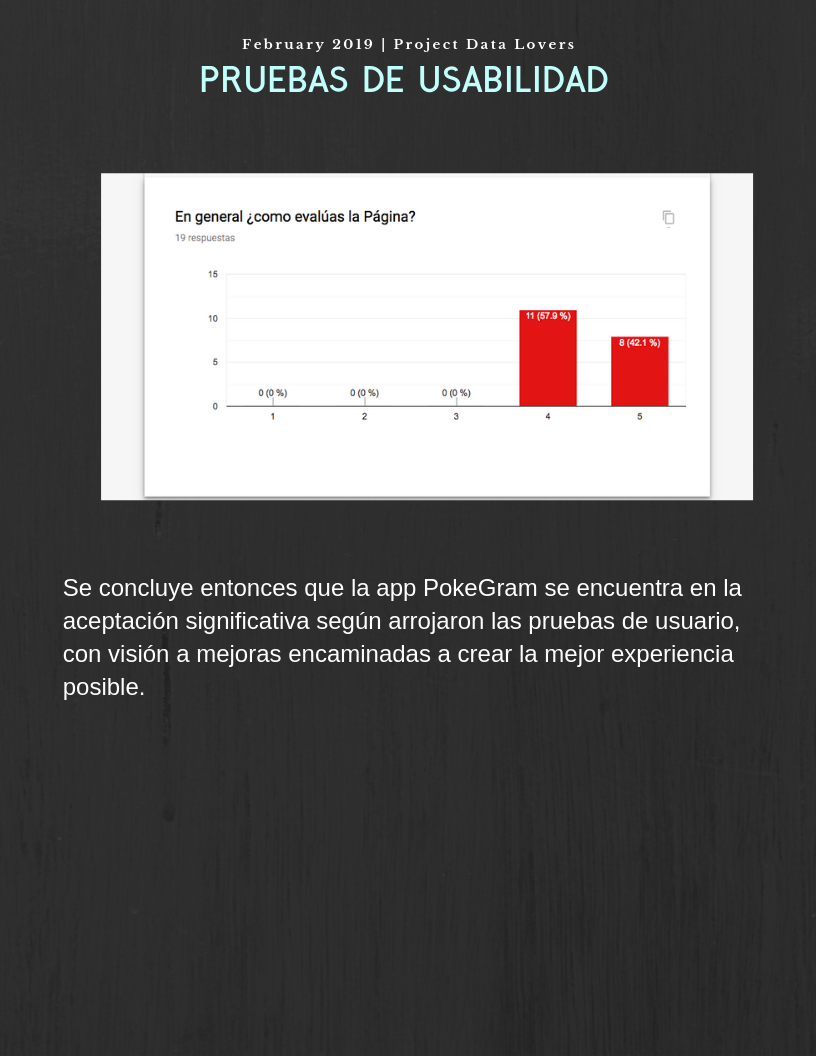 February 2019 | Project Data Lovers
PRUEBAS DE USABILIDAD
En general ¿como evalúas la Página?
19 respuestas
15
10
5
0
0 (0 %)
0 (0 %)
0 (0 %)
11 (57.9 %)
8 (42.1 %)
1
2
3
4
5
Se concluye entonces que la app PokeGram se encuentra en la
aceptación significativa según arrojaron las pruebas de usuario,
con visión a mejoras encaminadas a crear la mejor experiencia
posible.